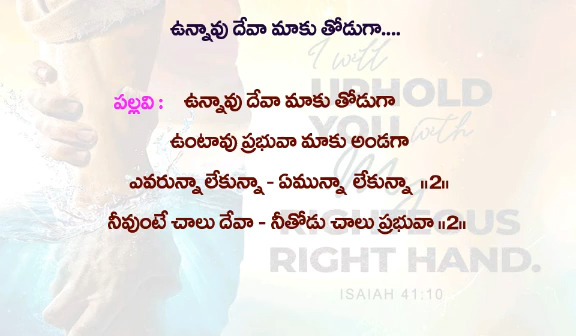 ఉన్నావు దేవా మాకు తోడుగా....
I will
UPHOLD
YOU with
My
RIGHTEOUS
RIGHT HAND.
ISAIAH 41:10
పల్లవి : ఉన్నావు దేవా మాకు తోడుగా
ఉంటావు ప్రభువా మాకు అండగా
ఎవరున్నా లేకున్నా - ఏమున్నా లేకున్నా ॥2॥
నీవుంటే చాలు దేవా - నీతోడు చాలు ప్రభువా ॥2॥